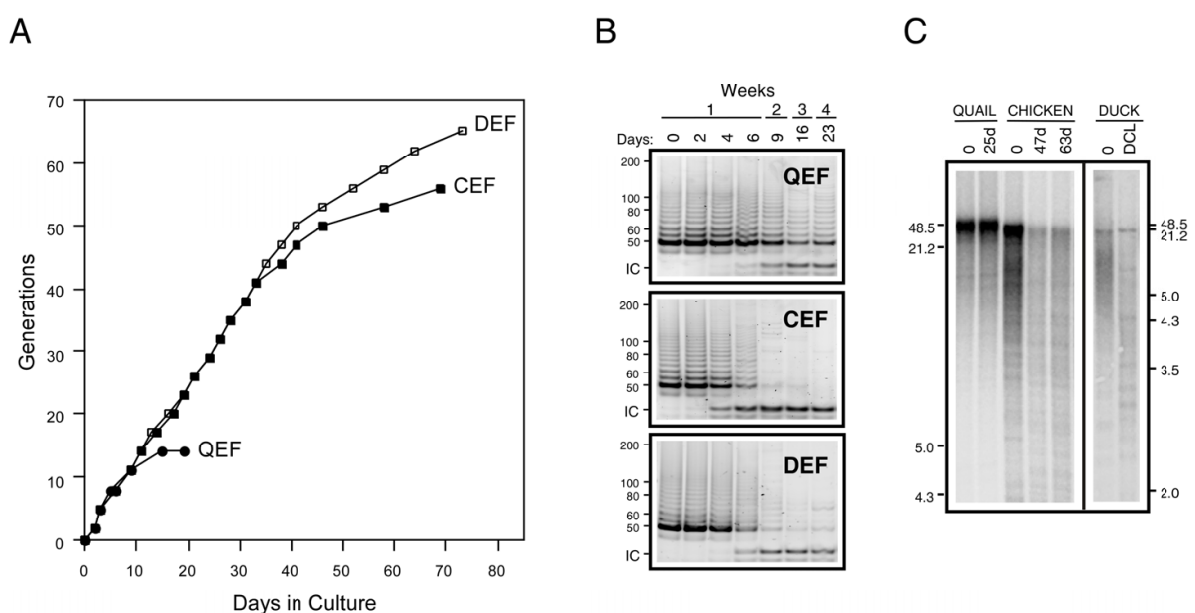 A
B
C
70
60
50
40
30
20
10
0
0 10 20 30 40 50 60 70 80
Generations
Days in Culture
DEF
CEF
QEF
Weeks
1 2 3 4
Days: 0 2 4 6 9 16 23
200
100
80
60
50
IC
QEF
200
100
80
60
50
IC
CEF
200
100
80
60
50
IC
DEF
QUAIL CHICKEN DUCK
0 25d 0 47d 63d 0 DCL
48.5
21.2
5.0
4.3
48.5
21.2
5.0
4.3
3.5
2.0